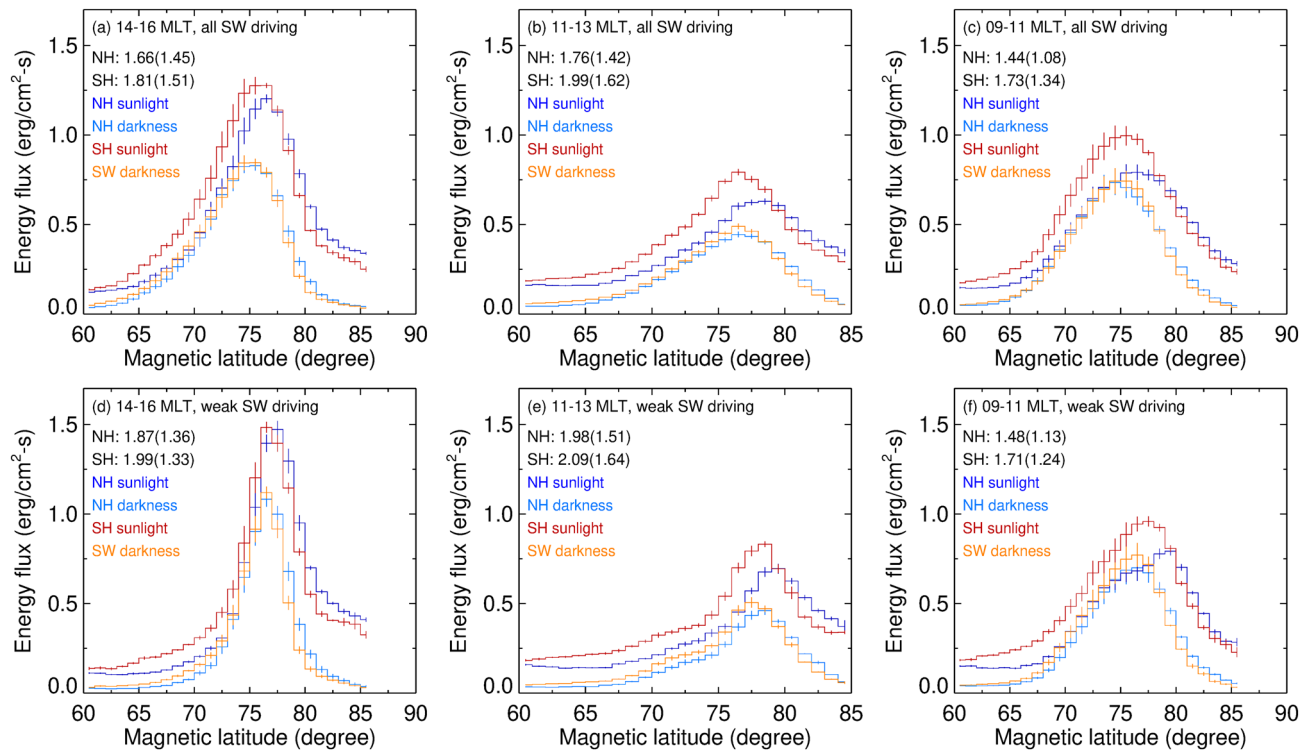 (a) 14-16 MLT, all SW driving
NH: 1.66(1.45)
SH: 1.81(1.51)
NH sunlight
NH darkness
SH sunlight
SW darkness
Energy flux (erg/cm²-s)
1.5
1.0
0.5
0.0
60 65 70 75 80 85 90
Magnetic latitude (degree)
(b) 11-13 MLT, all SW driving
NH: 1.76(1.42)
SH: 1.99(1.62)
NH sunlight
NH darkness
SH sunlight
SW darkness
Energy flux (erg/cm²-s)
1.5
1.0
0.5
0.0
60 65 70 75 80 85
Magnetic latitude (degree)
(c) 09-11 MLT, all SW driving
NH: 1.44(1.08)
SH: 1.73(1.34)
NH sunlight
NH darkness
SH sunlight
SW darkness
Energy flux (erg/cm²-s)
1.5
1.0
0.5
0.0
60 65 70 75 80 85 90
Magnetic latitude (degree)
(d) 14-16 MLT, weak SW driving
NH: 1.87(1.36)
SH: 1.99(1.33)
NH sunlight
NH darkness
SH sunlight
SW darkness
Energy flux (erg/cm²-s)
1.5
1.0
0.5
0.0
60 65 70 75 80 85 90
Magnetic latitude (degree)
(e) 11-13 MLT, weak SW driving
NH: 1.98(1.51)
SH: 2.09(1.64)
NH sunlight
NH darkness
SH sunlight
SW darkness
Energy flux (erg/cm²-s)
1.5
1.0
0.5
0.0
60 65 70 75 80 85
Magnetic latitude (degree)
(f) 09-11 MLT, weak SW driving
NH: 1.48(1.13)
SH: 1.71(1.24)
NH sunlight
NH darkness
SH sunlight
SW darkness
Energy flux (erg/cm²-s)
1.5
1.0
0.5
0.0
60 65 70 75 80 85 90
Magnetic latitude (degree)